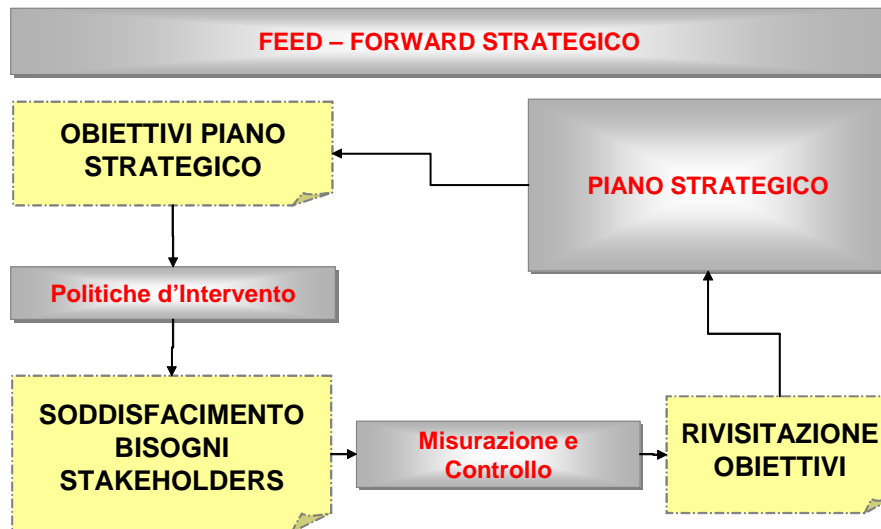 FEED – FORWARD STRATEGICO
OBIETTIVI PIANO
STRATEGICO
PIANO STRATEGICO
Politiche d'Intervento
SODDISFACIMENTO
BISOGNI
STAKEHOLDERS
Misurazione e
Controllo
RIVISITAZIONE
OBIETTIVI